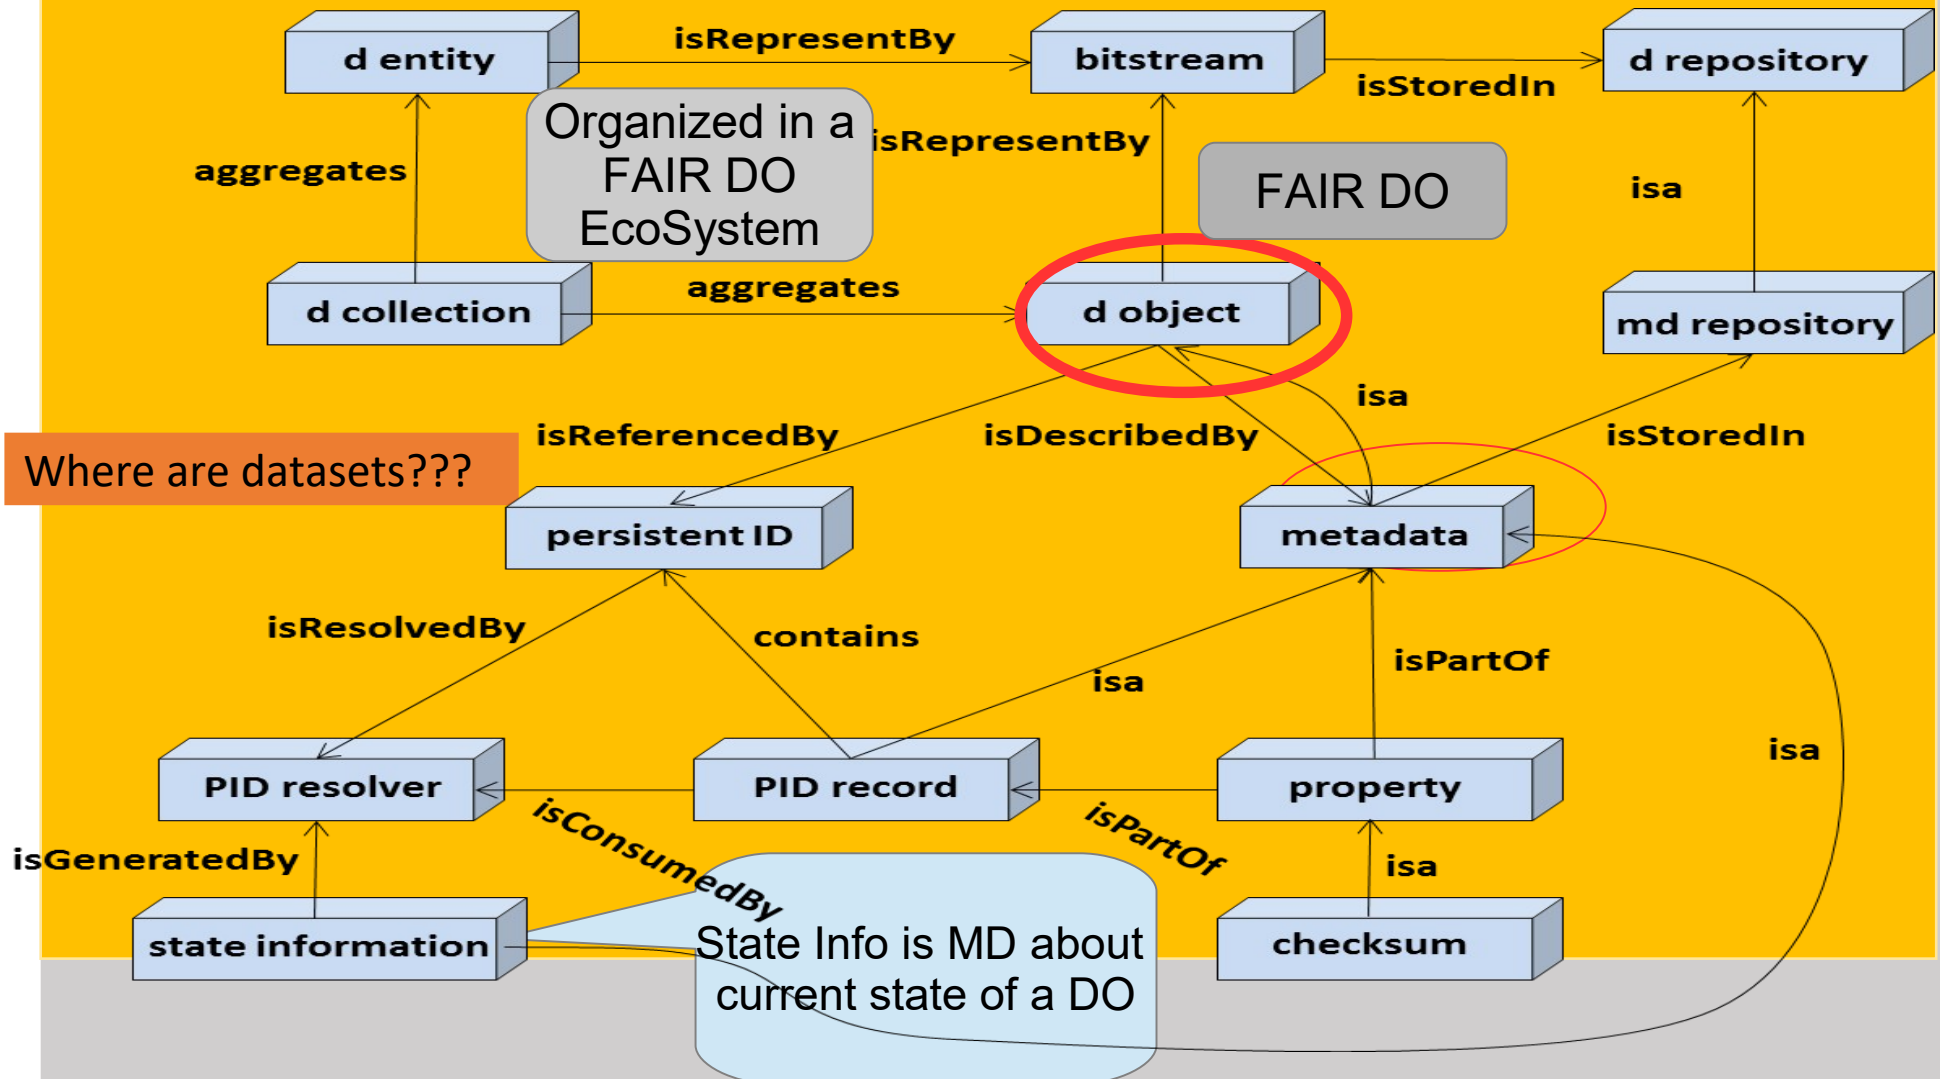 d entity
isRepresentBy
bitstream
isStoredIn
d repository
Organized in a
FAIR DO
EcoSystem
isRepresentBy
aggregates
FAIR DO
isa
d collection
aggregates
d object
md repository
isa
isReferencedBy
isDescribedBy
isStoredIn
Where are datasets???
persistent ID
metadata
isResolvedBy
contains
isa
isPartOf
isa
PID resolver
PID record
property
isConsumedBy
isPartOf
isGeneratedBy
isa
state information
State Info is MD about
current state of a DO
checksum